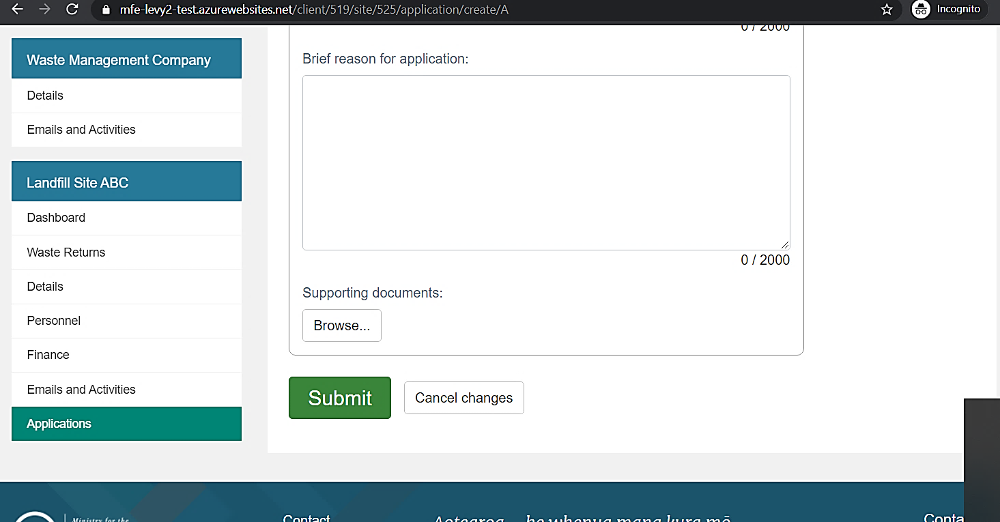 mfe-levy2-test.azurewebsites.net/client/519/site/525/application/create/A
Incognito
Waste Management Company
Details
Emails and Activities
Landfill Site ABC
Dashboard
Waste Returns
Details
Personnel
Finance
Emails and Activities
Applications
0 / 2000
Brief reason for application:
0 / 2000
Supporting documents:
Browse...
Submit
Cancel changes
Ministry for the
Contact
Aotearoa - he whenua mana kura mō
Conta